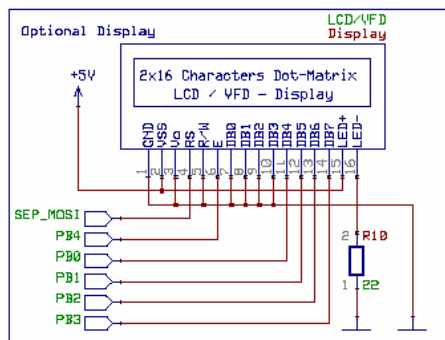 LCD/VFD
Optional Display
Display
+5V
2x16 Characters Dot-Matrix
LCD / VFD - Display
GND
VSS
Vo
RS
R/W
E
DB0
DB1
DB2
DB3
DB4
DB5
DB6
DB7
LED+
LED-
1
2
3
4
5
6
7
8
9
10
11
12
13
14
15
16
SEP_MOSI
PB4
PB0
PB1
PB2
PB3
2
R10
1
22